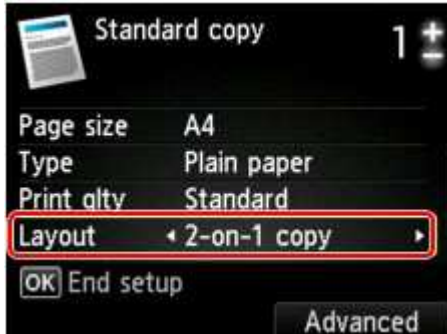 Standard copy
1
Page size A4
Type Plain paper
Print qlty Standard
Layout 2-on-1 copy
OK End setup
Advanced